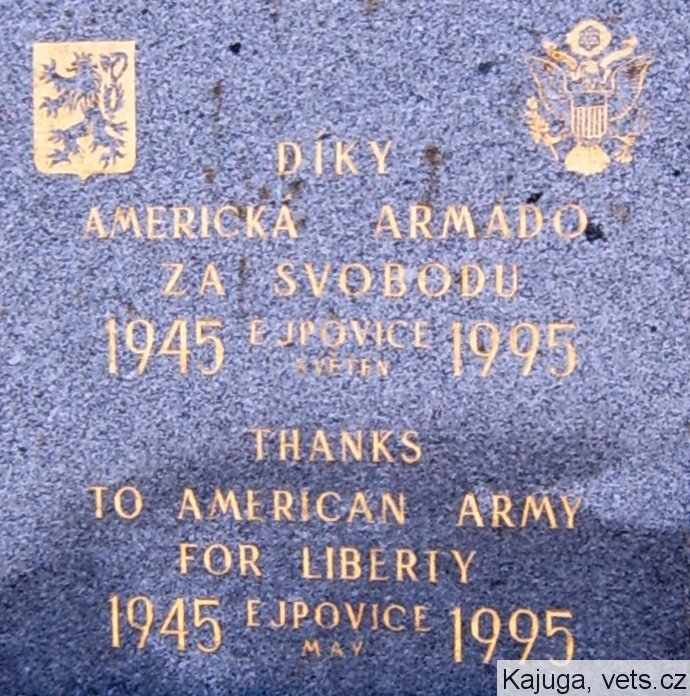 DÍKY
AMERICKÁ ARMÁDO
ZA SVOBODU
1945 EJPOVICE 1995
KVĚTEN
THANKS
TO AMERICAN ARMY
FOR LIBERTY
1945 EJPOVICE 1995
MAY
Kajuga, vets.cz